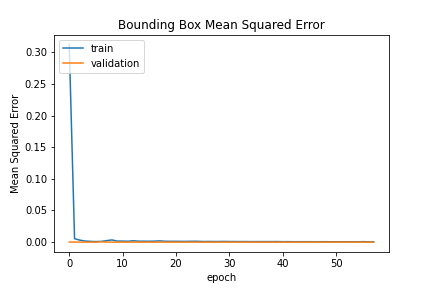 Bounding Box Mean Squared Error
train
validation
Mean Squared Error
0.30
0.25
0.20
0.15
0.10
0.05
0.00
0 10 20 30 40 50
epoch